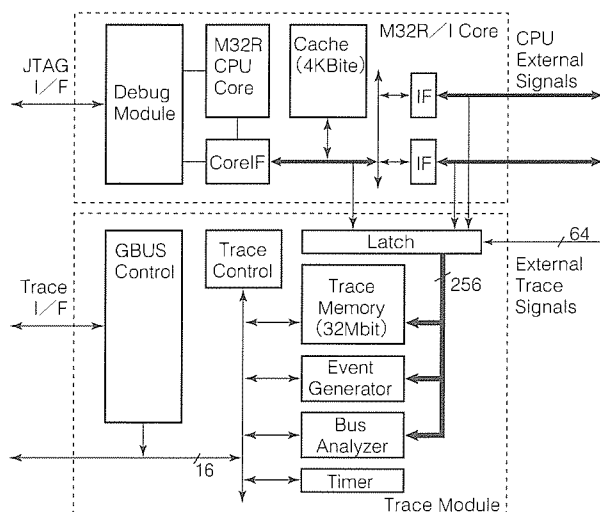 M32R/I Core
JTAG
I/F
Debug
Module
M32R
CPU
Core
Cache
(4KBite)
CoreIF
IF
IF
CPU
External
Signals
GBUS
Control
Trace
Control
Latch
64
External
Trace
Signals
256
Trace
I/F
Trace
Memory
(32Mbit)
Event
Generator
Bus
Analyzer
Timer
16
Trace Module